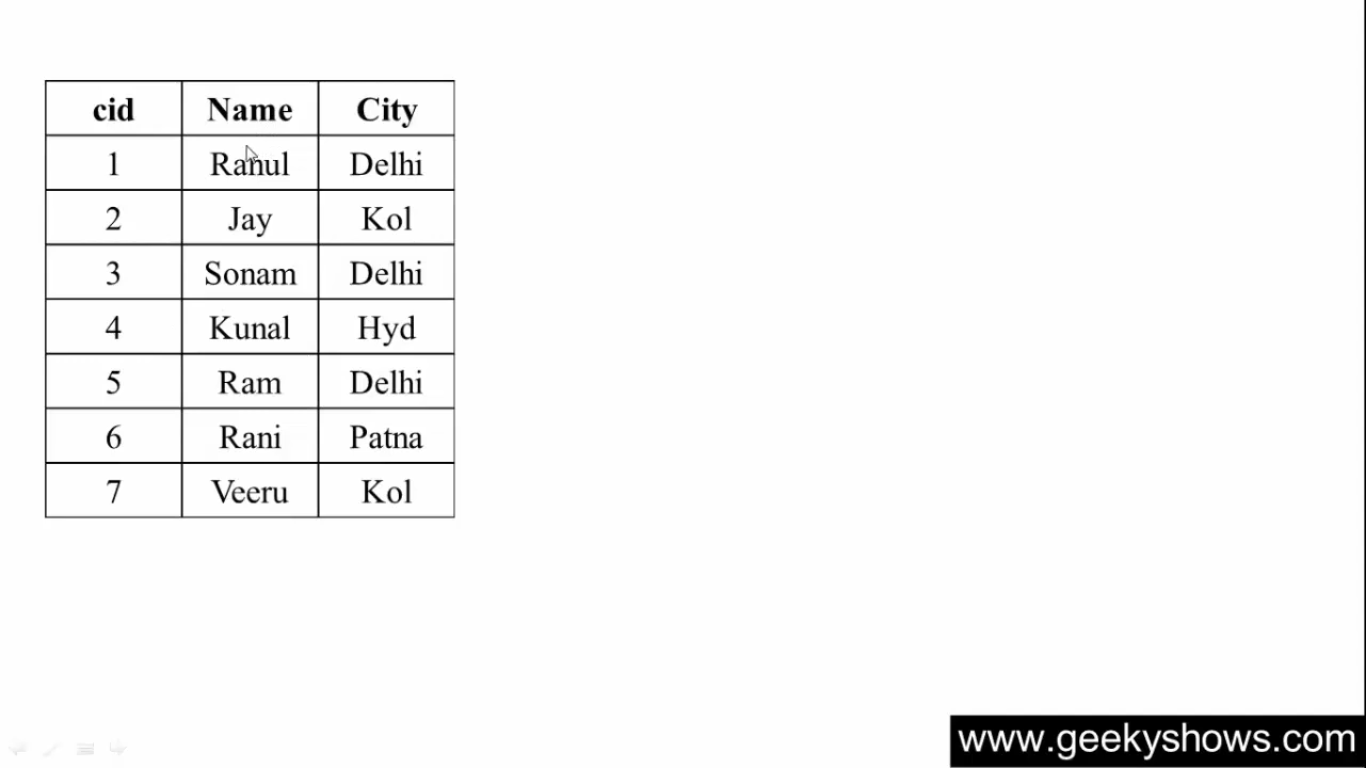 cid Name City
1 Rahul Delhi
2 Jay Kol
3 Sonam Delhi
4 Kunal Hyd
5 Ram Delhi
6 Rani Patna
7 Veeru Kol
www.geekyshows.com